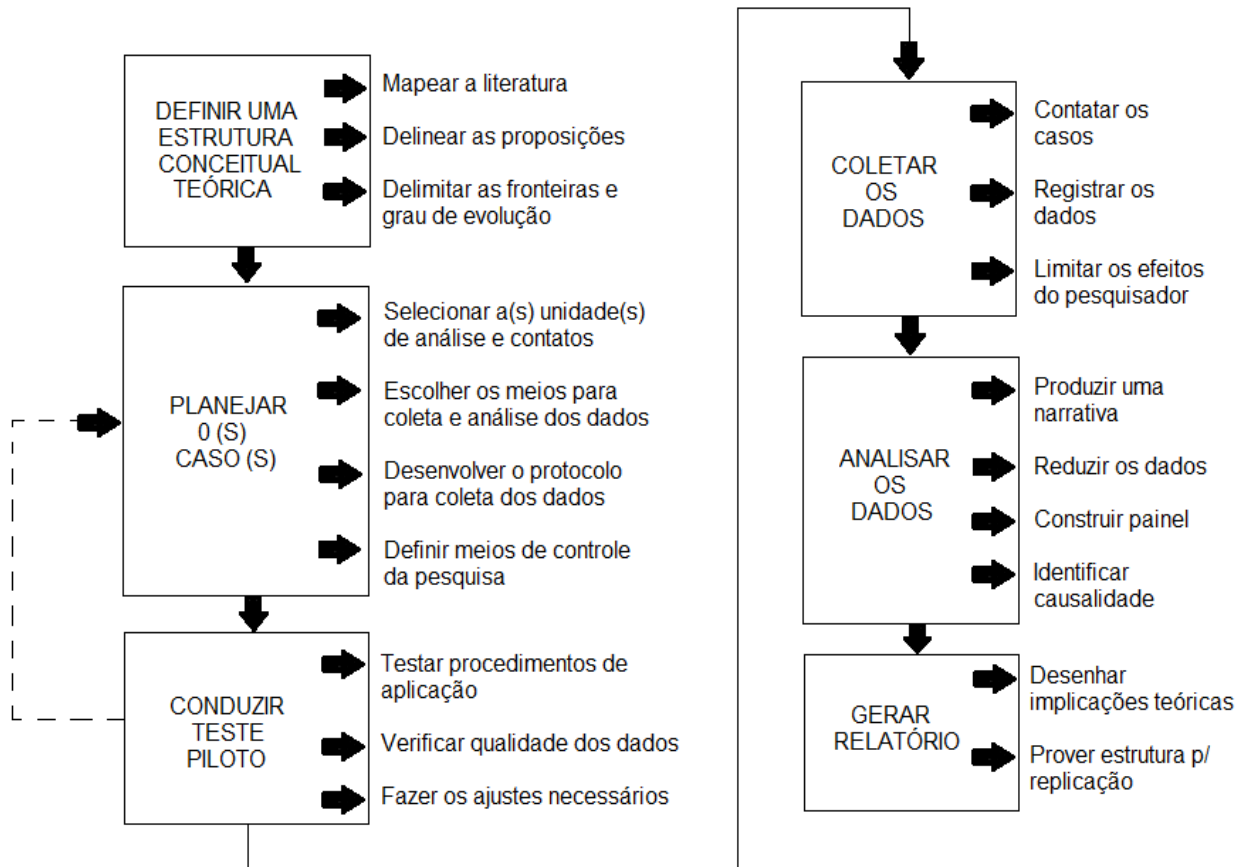 DEFINIR UMA
ESTRUTURA
CONCEITUAL
TEÓRICA
Mapear a literatura
Delinear as proposições
Delimitar as fronteiras e
grau de evolução
PLANEJAR
0 (S)
CASO (S)
Selecionar a(s) unidade(s)
de análise e contatos
Escolher os meios para
coleta e análise dos dados
Desenvolver o protocolo
para coleta dos dados
Definir meios de controle
da pesquisa
CONDUZIR
TESTE
PILOTO
Testar procedimentos de
aplicação
Verificar qualidade dos dados
Fazer os ajustes necessários
COLETAR
OS
DADOS
Contatar os
casos
Registrar os
dados
Limitar os efeitos
do pesquisador
ANALISAR
OS
DADOS
Produzir uma
narrativa
Reduzir os dados
Construir painel
Identificar
causalidade
GERAR
RELATÓRIO
Desenhar
implicações teóricas
Prover estrutura p/
replicação